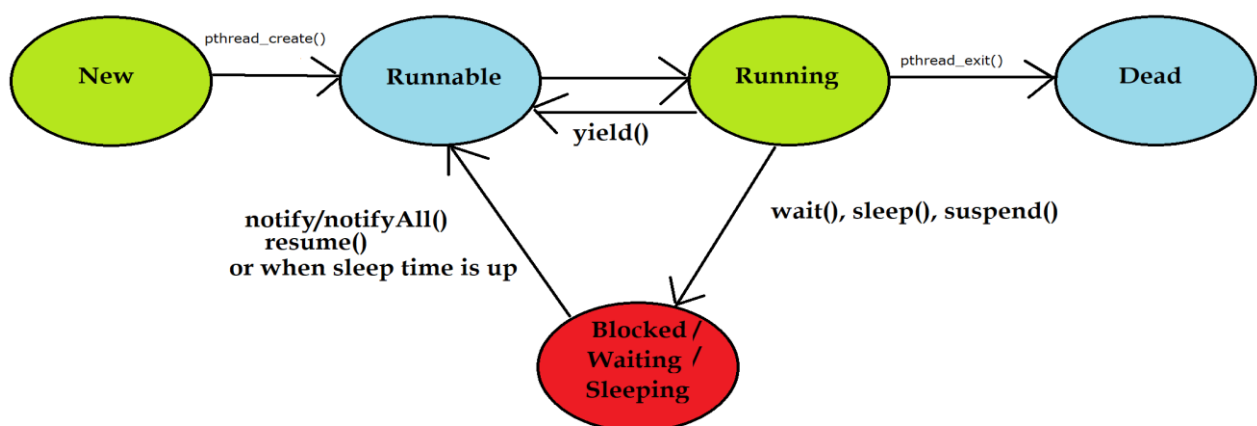 New
pthread_create()
Runnable
Running
pthread_exit()
Dead
yield()
notify/notifyAll()
resume()
or when sleep time is up
wait(), sleep(), suspend()
Blocked /
Waiting /
Sleeping